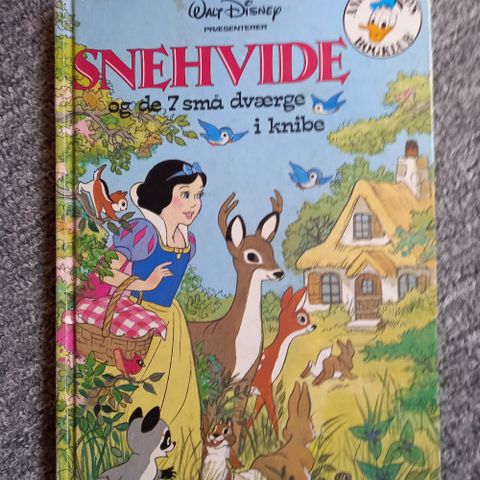 WALT DISNEY
PRÆSENTERER
SNEHVIDE
og de 7 små dværge
i knibe